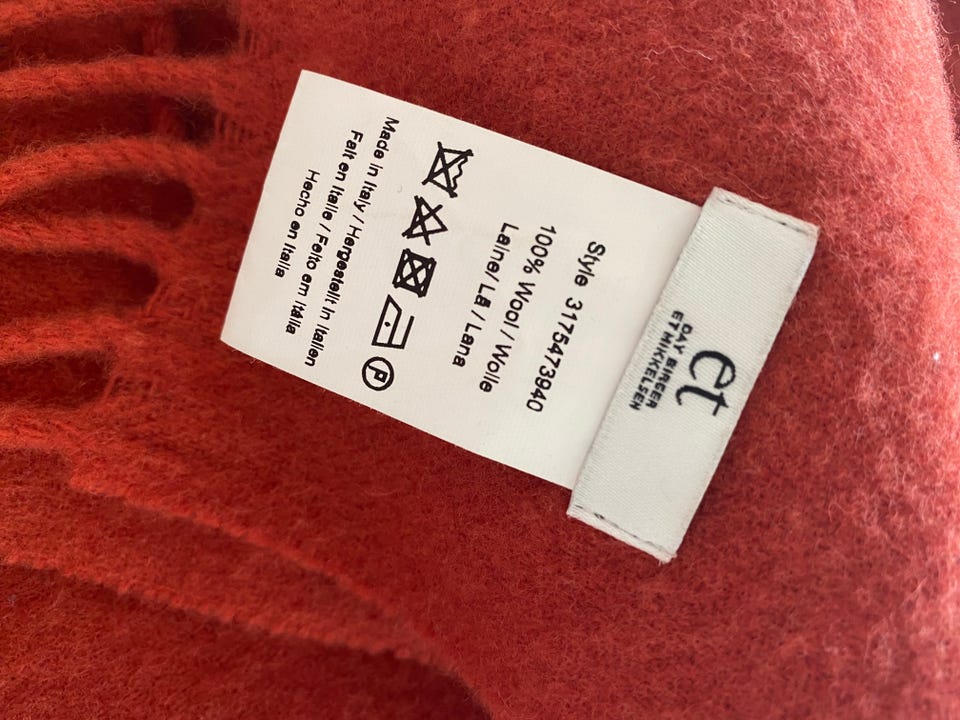 et
DAY BIRGER
ET MIKKELSEN
Style 3175473940
100% Wool / Wolle
Laine/ Lã / Lana
P
Made in Italy / Hergestellt in Italien
Fait en Italie / Feito em Itália
Hecho en Italia